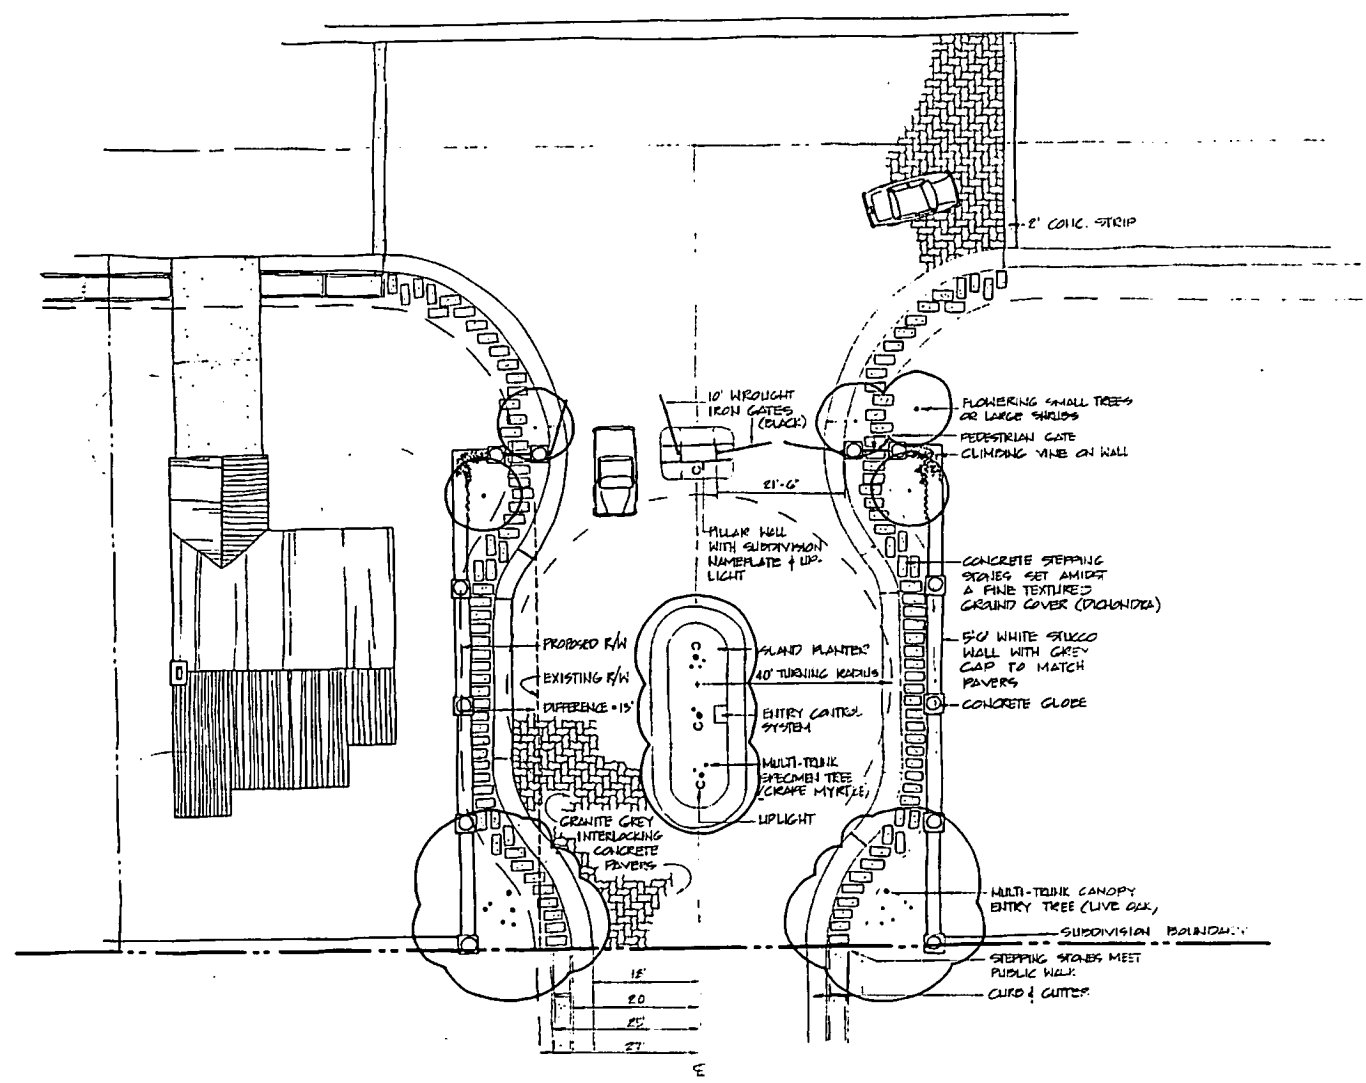 2' CONC. STRIP
10' WROUGHT
IRON GATES
(BLACK)
FLOWERING SMALL TREES
OR LARGE SHRUBS
PEDESTRIAN GATE
CLIMBING VINE ON WALL
21'-6"
PILLAR WALL
WITH SUBDIVISION
NAMEPLATE & UP-
LIGHT
CONCRETE STEPPING
STONES SET AMIDST
A FINE TEXTURED
GROUND COVER (DICHONDRA)
PROPOSED R/W
EXISTING R/W
DIFFERENCE = 13'
ISLAND PLANTER
40' TURNING RADIUS
ENTRY CONTROL
SYSTEM
MULTI-TRUNK
SPECIMEN TREE
(CRAPE MYRTLE)
UPLIGHT
WHITE STUCCO
WALL WITH GREY
CAP TO MATCH
PAVERS
CONCRETE GLOBE
GRANITE GREY
INTERLOCKING
CONCRETE
PAVERS
MULTI-TRUNK CANOPY
ENTRY TREE (LIVE OAK)
SUBDIVISION BOUNDARY
STEPPING STONES MEET
PUBLIC WALK
CURB & GUTTER
18'
20
25'
27'